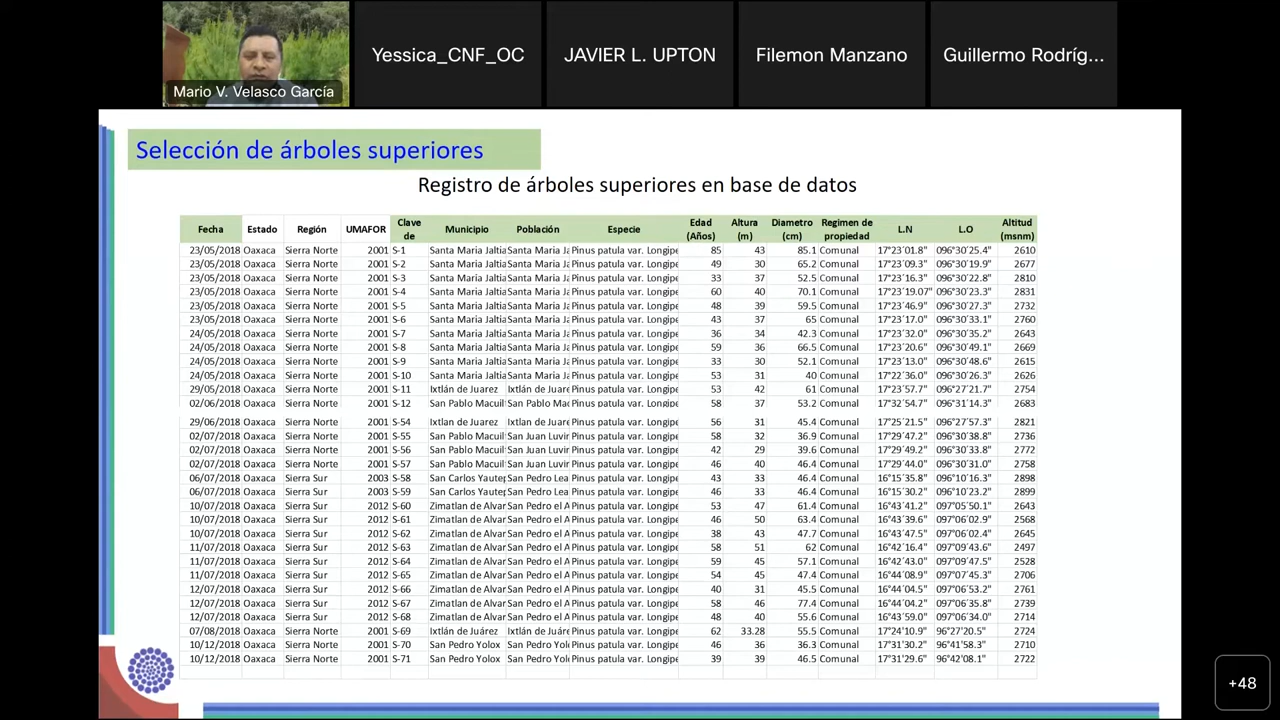 Yessica_CNF_OC
JAVIER L. UPTON
Filemon Manzano
Guillermo Rodríg...
Mario V. Velasco García
Selección de árboles superiores
Registro de árboles superiores en base de datos
Fecha Estado Región UMAFOR Clave de Municipio Población Especie Edad (Años) Altura (m) Diametro (cm) Regimen de propiedad L.N L.O Altitud (msnm)
23/05/2018 Oaxaca Sierra Norte 2001 S-1 Santa Maria Jaltia Santa Maria Ja Pinus patula var. Longipe 85 43 85.1 Comunal 17°23´01.8" 096°30´25.4" 2610
23/05/2018 Oaxaca Sierra Norte 2001 S-2 Santa Maria Jaltia Santa Maria Ja Pinus patula var. Longipe 49 30 65.2 Comunal 17°23´09.3" 096°30´19.9" 2677
23/05/2018 Oaxaca Sierra Norte 2001 S-3 Santa Maria Jaltia Santa Maria Ja Pinus patula var. Longipe 33 37 52.5 Comunal 17°23´16.3" 096°30´22.8" 2810
23/05/2018 Oaxaca Sierra Norte 2001 S-4 Santa Maria Jaltia Santa Maria Ja Pinus patula var. Longipe 60 40 70.1 Comunal 17°23´19.07" 096°30´23.3" 2831
23/05/2018 Oaxaca Sierra Norte 2001 S-5 Santa Maria Jaltia Santa Maria Ja Pinus patula var. Longipe 48 39 59.5 Comunal 17°23´46.9" 096°30´27.3" 2732
23/05/2018 Oaxaca Sierra Norte 2001 S-6 Santa Maria Jaltia Santa Maria Ja Pinus patula var. Longipe 43 37 65 Comunal 17°23´17.0" 096°30´33.1" 2760
24/05/2018 Oaxaca Sierra Norte 2001 S-7 Santa Maria Jaltia Santa Maria Ja Pinus patula var. Longipe 36 34 42.3 Comunal 17°23´32.0" 096°30´35.2" 2643
24/05/2018 Oaxaca Sierra Norte 2001 S-8 Santa Maria Jaltia Santa Maria Ja Pinus patula var. Longipe 59 36 66.5 Comunal 17°23´20.6" 096°30´49.1" 2669
24/05/2018 Oaxaca Sierra Norte 2001 S-9 Santa Maria Jaltia Santa Maria Ja Pinus patula var. Longipe 33 30 52.1 Comunal 17°23´13.0" 096°30´48.6" 2615
24/05/2018 Oaxaca Sierra Norte 2001 S-10 Santa Maria Jaltia Santa Maria Ja Pinus patula var. Longipe 53 31 40 Comunal 17°22´36.0" 096°30´26.3" 2626
29/05/2018 Oaxaca Sierra Norte 2001 S-11 Ixtlán de Juarez Ixtlán de Juare Pinus patula var. Longipe 53 42 61 Comunal 17°23´57.7" 096°27´21.7" 2754
02/06/2018 Oaxaca Sierra Norte 2001 S-12 San Pablo Macuil San Pablo Mac Pinus patula var. Longipe 58 37 53.2 Comunal 17°32´54.7" 096°31´14.3" 2683
29/06/2018 Oaxaca Sierra Norte 2001 S-54 Ixtlan de Juarez Ixtlan de Juare Pinus patula var. Longipe 56 31 45.4 Comunal 17°25´21.5" 096°27´57.3" 2821
02/07/2018 Oaxaca Sierra Norte 2001 S-55 San Pablo Macuil San Juan Luvir Pinus patula var. Longipe 58 32 36.9 Comunal 17°29´47.2" 096°30´38.8" 2736
02/07/2018 Oaxaca Sierra Norte 2001 S-56 San Pablo Macuil San Juan Luvir Pinus patula var. Longipe 42 29 39.6 Comunal 17°29´49.2" 096°30´33.8" 2772
02/07/2018 Oaxaca Sierra Norte 2001 S-57 San Pablo Macuil San Juan Luvir Pinus patula var. Longipe 46 40 46.4 Comunal 17°29´44.0" 096°30´31.0" 2758
06/07/2018 Oaxaca Sierra Sur 2003 S-58 San Carlos Yautep San Pedro Lea Pinus patula var. Longipe 43 33 46.4 Comunal 16°15´35.8" 096°10´16.3" 2898
06/07/2018 Oaxaca Sierra Sur 2003 S-59 San Carlos Yautep San Pedro Lea Pinus patula var. Longipe 46 33 46.4 Comunal 16°15´30.2" 096°10´23.2" 2899
10/07/2018 Oaxaca Sierra Sur 2012 S-60 Zimatlan de Alvar San Pedro el A Pinus patula var. Longipe 53 47 61.4 Comunal 16°43´41.2" 097°05´50.1" 2643
10/07/2018 Oaxaca Sierra Sur 2012 S-61 Zimatlan de Alvar San Pedro el A Pinus patula var. Longipe 46 50 63.4 Comunal 16°43´39.6" 097°06´02.9" 2568
10/07/2018 Oaxaca Sierra Sur 2012 S-62 Zimatlan de Alvar San Pedro el A Pinus patula var. Longipe 38 43 47.7 Comunal 16°43´47.5" 097°06´02.4" 2645
11/07/2018 Oaxaca Sierra Sur 2012 S-63 Zimatlan de Alvar San Pedro el A Pinus patula var. Longipe 58 51 62 Comunal 16°42´16.4" 097°09´43.6" 2497
11/07/2018 Oaxaca Sierra Sur 2012 S-64 Zimatlan de Alvar San Pedro el A Pinus patula var. Longipe 59 45 57.1 Comunal 16°42´43.0" 097°09´47.5" 2528
11/07/2018 Oaxaca Sierra Sur 2012 S-65 Zimatlan de Alvar San Pedro el A Pinus patula var. Longipe 54 45 47.4 Comunal 16°44´08.9" 097°07´45.3" 2706
12/07/2018 Oaxaca Sierra Sur 2012 S-66 Zimatlan de Alvar San Pedro el A Pinus patula var. Longipe 40 31 45.5 Comunal 16°44´04.5" 097°06´53.2" 2761
12/07/2018 Oaxaca Sierra Sur 2012 S-67 Zimatlan de Alvar San Pedro el A Pinus patula var. Longipe 58 46 77.4 Comunal 16°44´04.2" 097°06´35.8" 2739
12/07/2018 Oaxaca Sierra Sur 2012 S-68 Zimatlan de Alvar San Pedro el A Pinus patula var. Longipe 48 40 55.6 Comunal 16°43´59.0" 097°06´34.0" 2714
07/08/2018 Oaxaca Sierra Norte 2001 S-69 Ixtlán de Juárez Ixtlán de Juár Pinus patula var. Longipe 62 33.28 55.5 Comunal 17°24'10.9" 96°27'20.5" 2724
10/12/2018 Oaxaca Sierra Norte 2001 S-70 San Pedro Yolox San Pedro Yol Pinus patula var. Longipe 46 36 36.3 Comunal 17°31'30.2" 96°41'58.3" 2710
10/12/2018 Oaxaca Sierra Norte 2001 S-71 San Pedro Yolox San Pedro Yol Pinus patula var. Longipe 39 39 46.5 Comunal 17°31'29.6" 96°42'08.1" 2722
+48